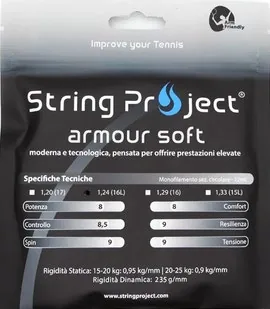 Arm
Friendly
Improve your Tennis
String Project®
armour soft
moderna e tecnologica, pensata per offrire prestazioni elevate
Specifiche Tecniche
Monofilamento
1,20 (17) 1,24 (16L) 1,29 (16) 1,33 (15L)
Potenza 8 8 Comfort
Controllo 8,5 9 Resilienza
Spin 9 9 Tensione
Rigidità Statica: 15-20 kg: 0,95 kg/mm | 20-25 kg: 0,9 kg/mm
Rigidità Dinamica: 235 g/mm
www.stringproject.com